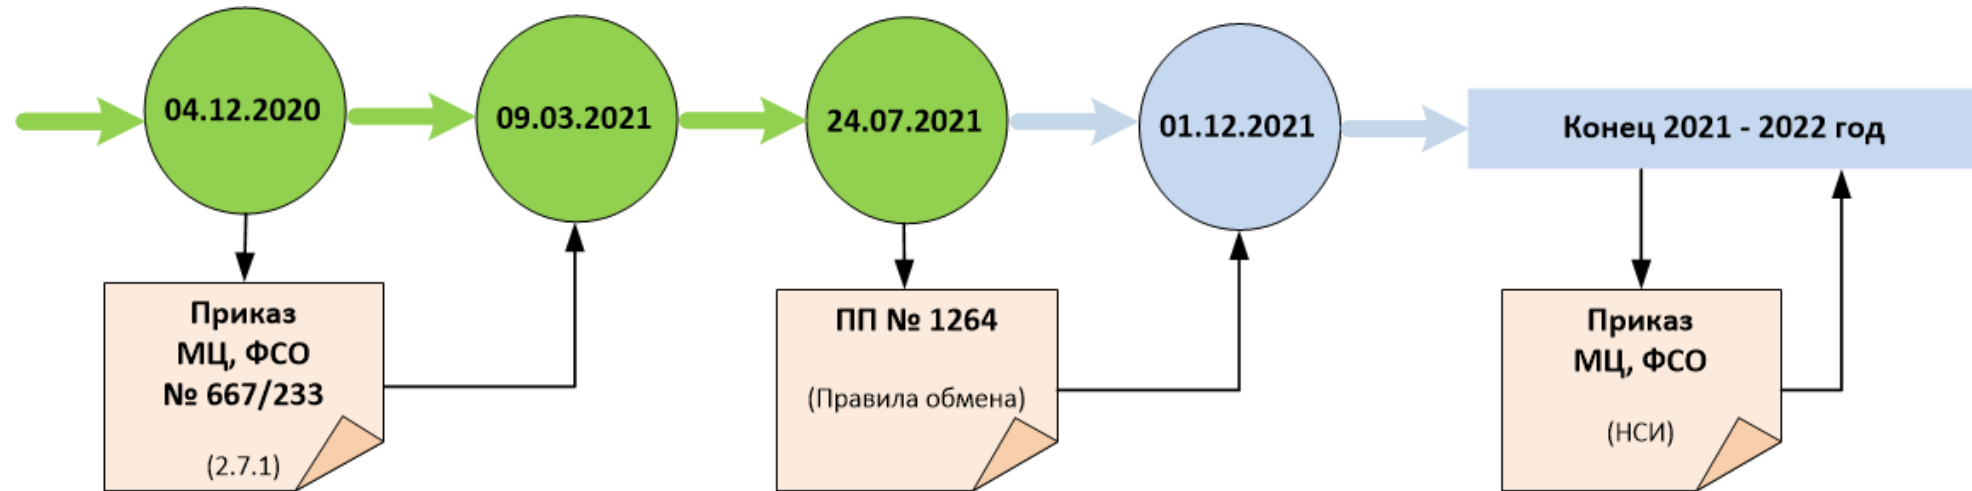 04.12.2020
09.03.2021
24.07.2021
01.12.2021
Конец 2021 - 2022 год
Приказ
МЦ, ФСО
№ 667/233
(2.7.1)
ПП № 1264
(Правила обмена)
Приказ
МЦ, ФСО
(НСИ)